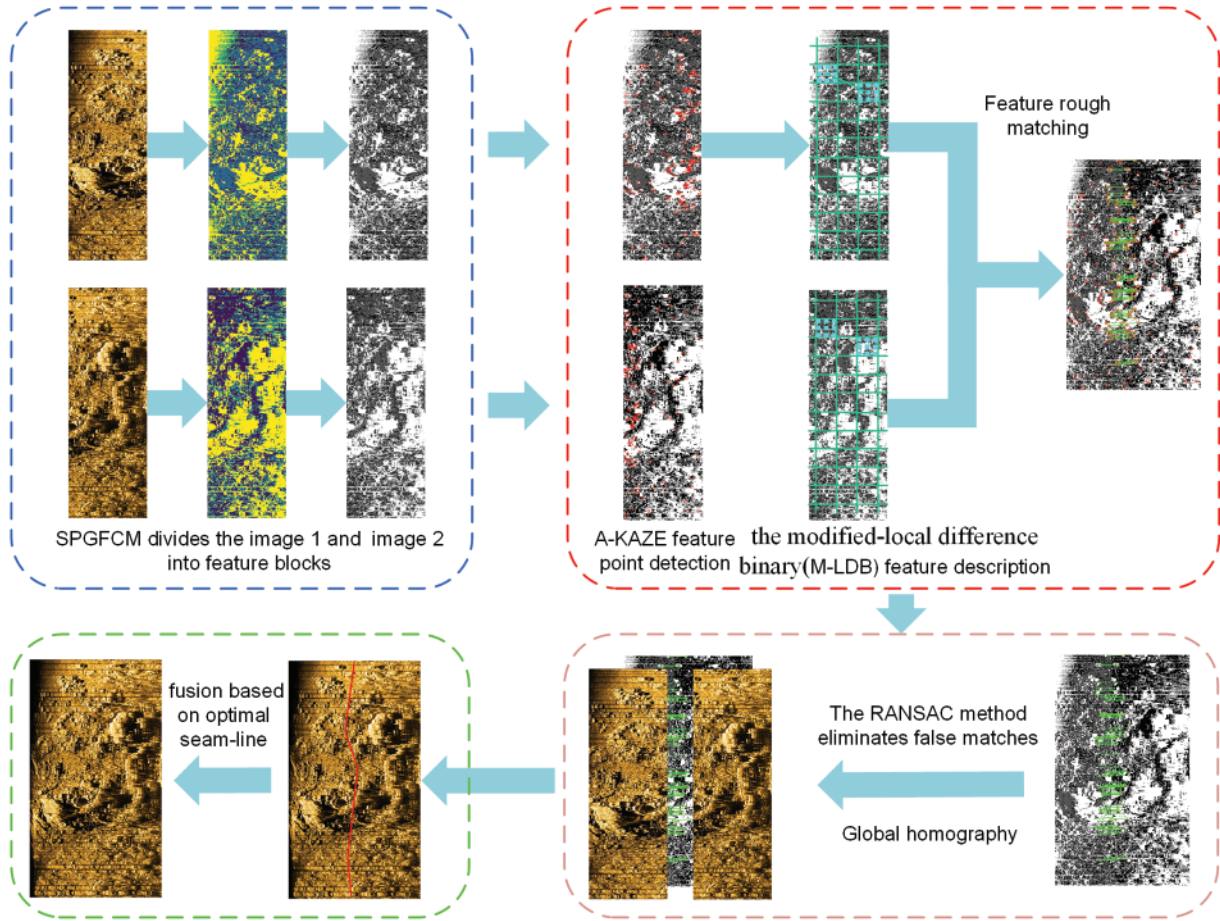 Feature rough
matching
SPGFCM divides the image 1 and image 2
into feature blocks
A-KAZE feature
point detection
the modified-local difference
binary(M-LDB) feature description
fusion based
on optimal
seam-line
The RANSAC method
eliminates false matches
Global homography